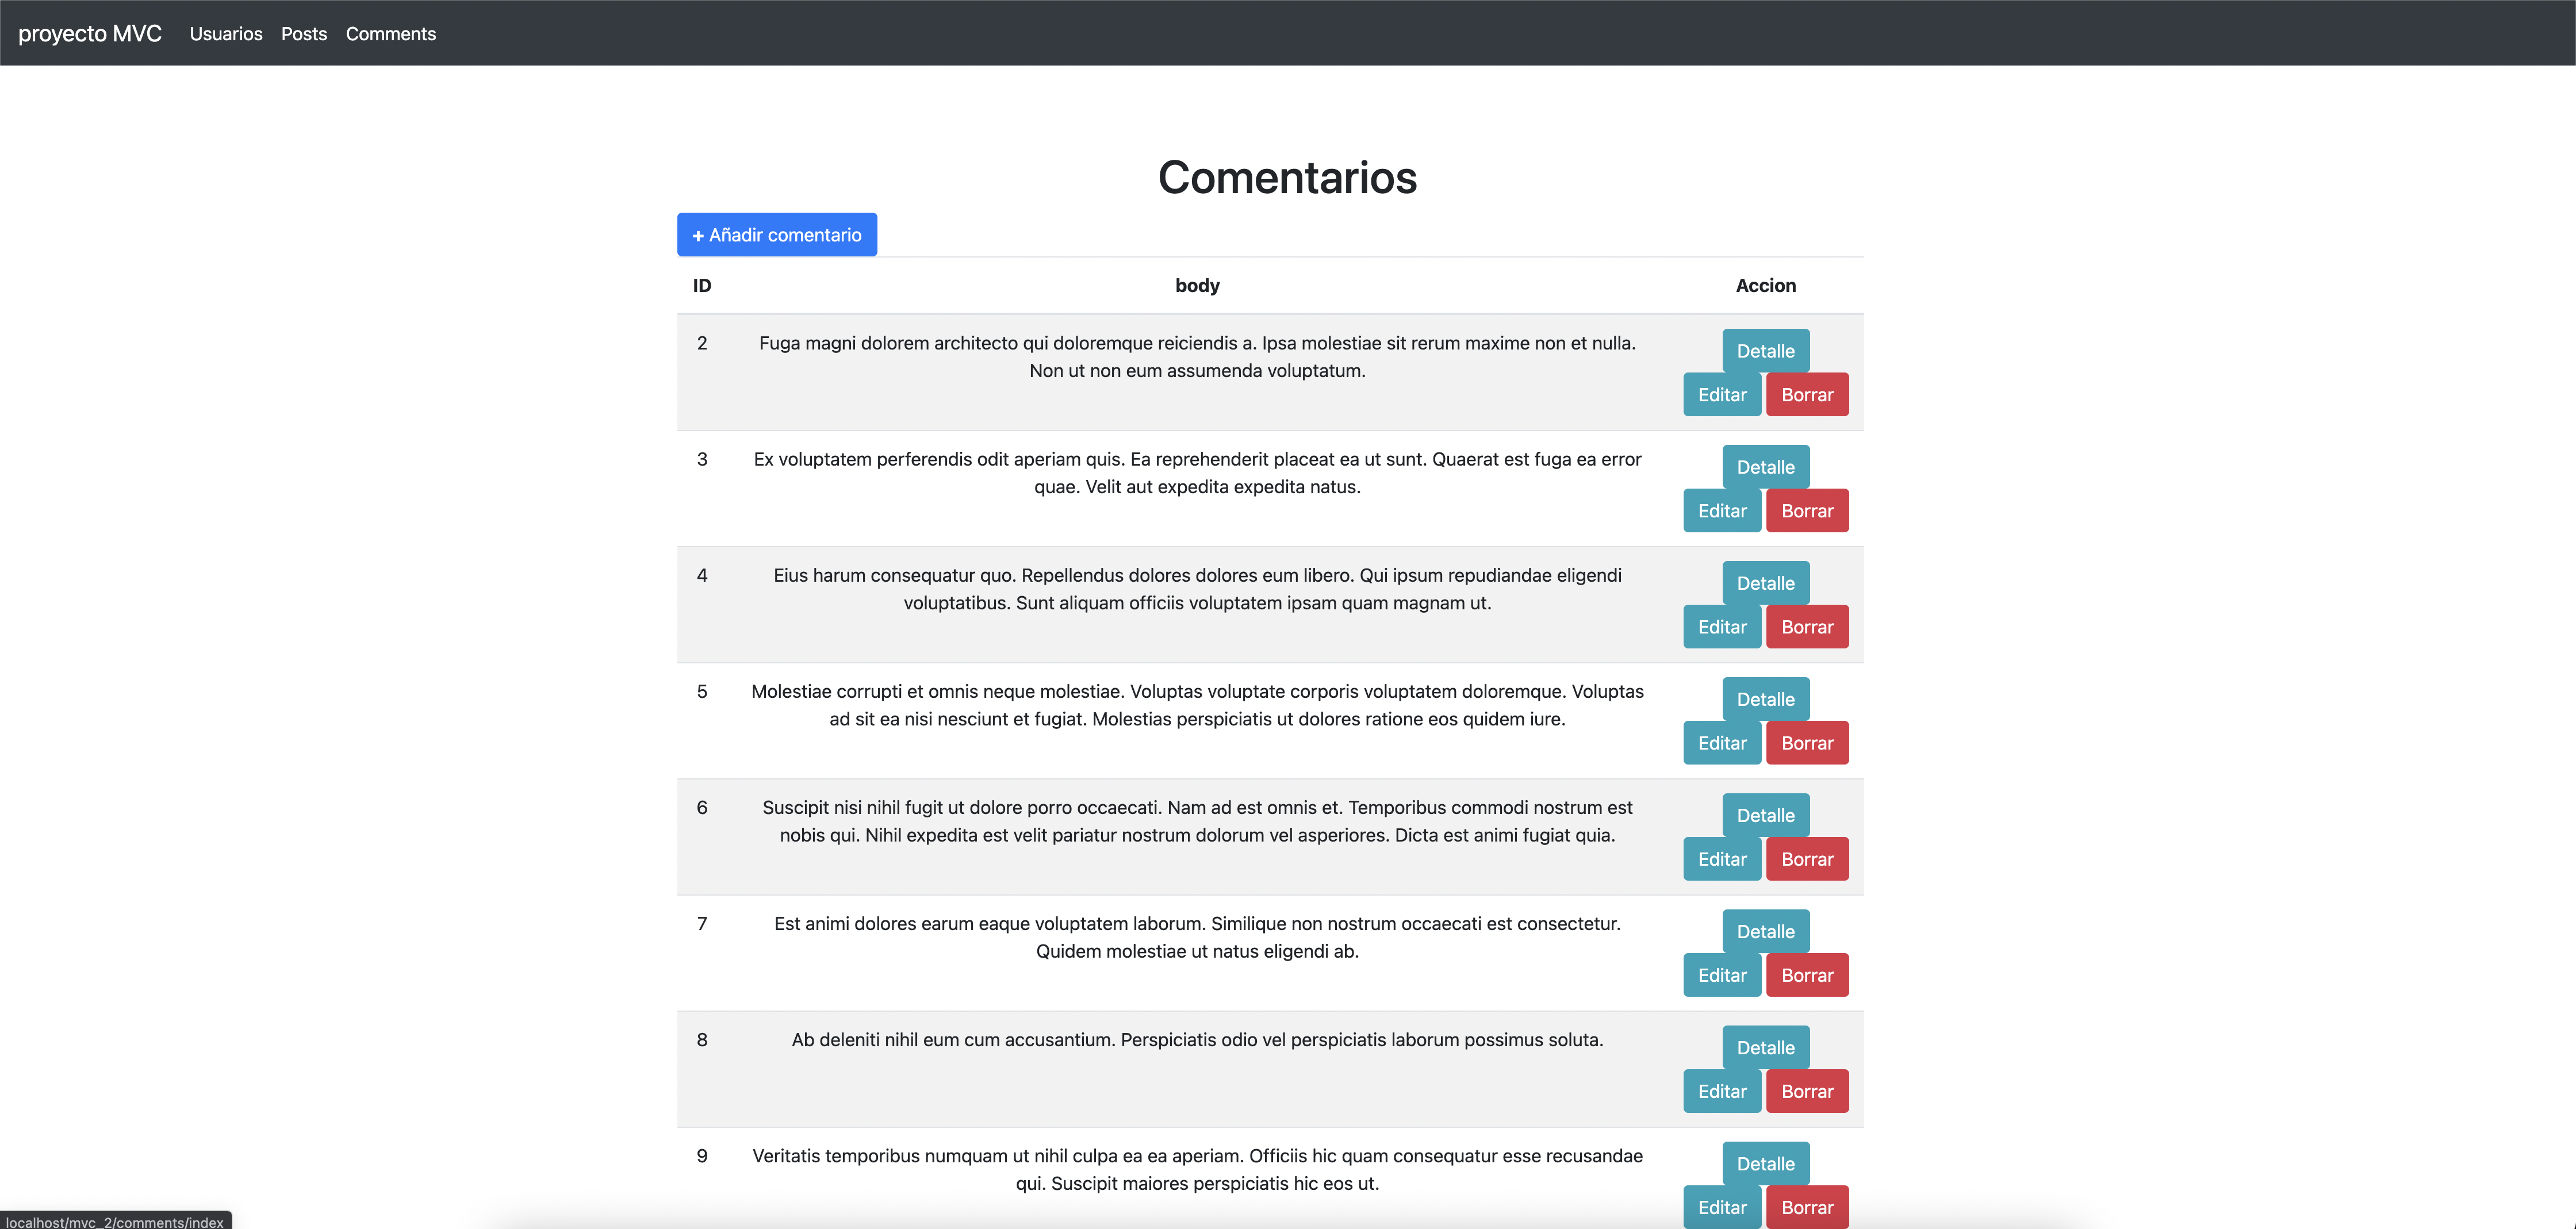 proyecto MVC Usuarios Posts Comments
Comentarios
+ Añadir comentario
ID body Accion
2 Fuga magni dolorem architecto qui doloremque reiciendis a. Ipsa molestiae sit rerum maxime non et nulla. Detalle
Non ut non eum assumenda voluptatum.
Editar Borrar
3 Ex voluptatem perferendis odit aperiam quis. Ea reprehenderit placeat ea ut sunt. Quaerat est fuga ea error Detalle
quae. Velit aut expedita expedita natus.
Editar Borrar
4 Eius harum consequatur quo. Repellendus dolores dolores eum libero. Qui ipsum repudiandae eligendi Detalle
voluptatibus. Sunt aliquam officiis voluptatem ipsam quam magnam ut.
Editar Borrar
5 Molestiae corrupti et omnis neque molestiae. Voluptas voluptate corporis voluptatem doloremque. Voluptas Detalle
ad sit ea nisi nesciunt et fugiat. Molestias perspiciatis ut dolores ratione eos quidem iure.
Editar Borrar
6 Suscipit nisi nihil fugit ut dolore porro occaecati. Nam ad est omnis et. Temporibus commodi nostrum est Detalle
nobis qui. Nihil expedita est velit pariatur nostrum dolorum vel asperiores. Dicta est animi fugiat quia.
Editar Borrar
7 Est animi dolores earum eaque voluptatem laborum. Similique non nostrum occaecati est consectetur. Detalle
Quidem molestiae ut natus eligendi ab.
Editar Borrar
8 Ab deleniti nihil eum cum accusantium. Perspiciatis odio vel perspiciatis laborum possimus soluta. Detalle
Editar Borrar
9 Veritatis temporibus numquam ut nihil culpa ea ea aperiam. Officiis hic quam consequatur esse recusandae Detalle
qui. Suscipit maiores perspiciatis hic eos ut.
Editar Borrar
localhost/mvc_2/comments/index